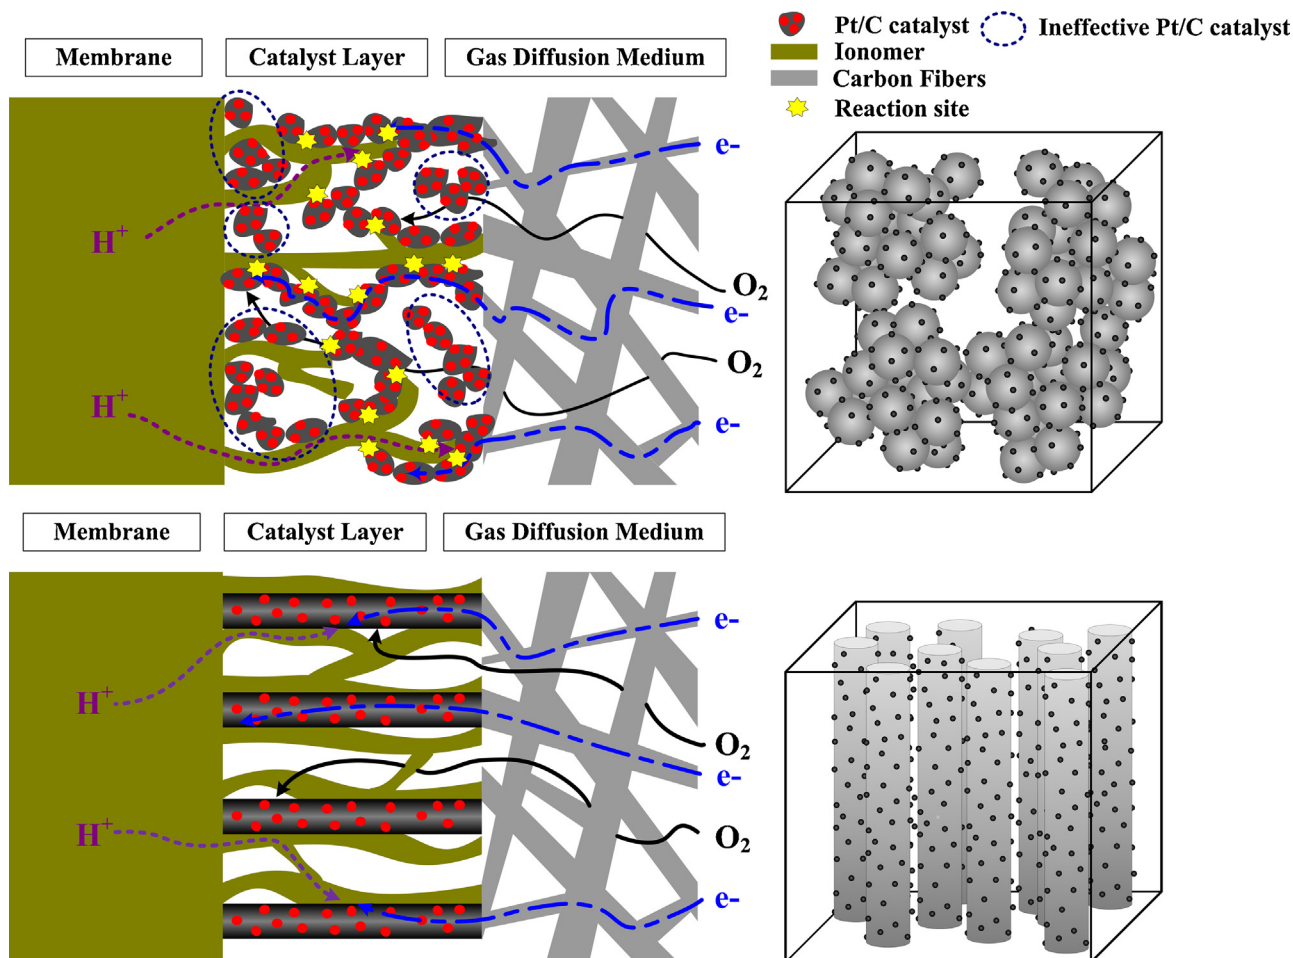 Pt/C catalyst
Ineffective Pt/C catalyst
Ionomer
Carbon Fibers
Reaction site
Membrane
Catalyst Layer
Gas Diffusion Medium
H+
H+
e-
O2
e-
O2
e-
Membrane
Catalyst Layer
Gas Diffusion Medium
H+
H+
e-
O2
e-
O2
e-